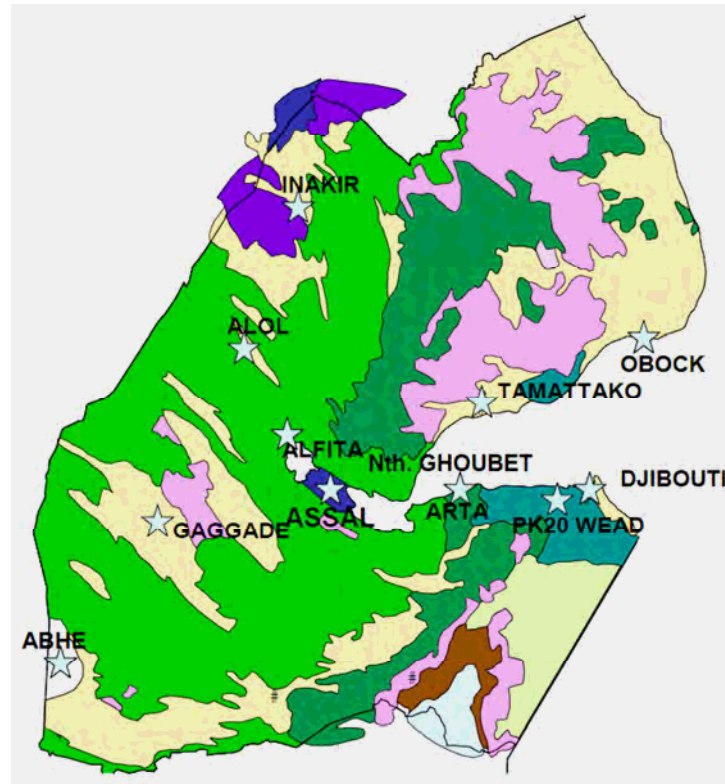 INAKIR
ALOL
OBOCK
TAMATTAKO
ALFITA
Nth. GHOUBET
DJIBOUTI
ASSAL
ARTA
PK20 WEAD
GAGGADE
ABHE
#
#